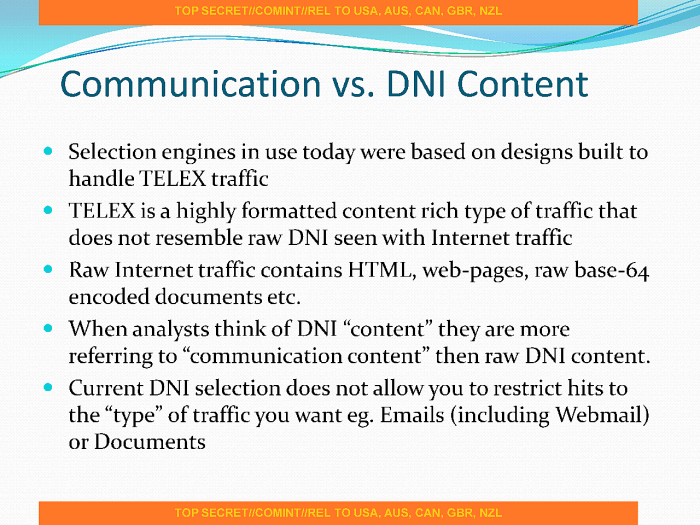 TOP SECRET//COMINT//REL TO USA, AUS, CAN, GBR, NZL
Communication vs. DNI Content
• Selection engines in use today were based on designs built to
handle TELEX traffic
• TELEX is a highly formatted content rich type of traffic that
does not resemble raw DNI seen with Internet traffic
• Raw Internet traffic contains HTML, web-pages, raw base-64
encoded documents etc.
• When analysts think of DNI “content” they are more
referring to “communication content” then raw DNI content.
• Current DNI selection does not allow you to restrict hits to
the “type” of traffic you want eg. Emails (including Webmail)
or Documents
TOP SECRET//COMINT//REL TO USA, AUS, CAN, GBR, NZL